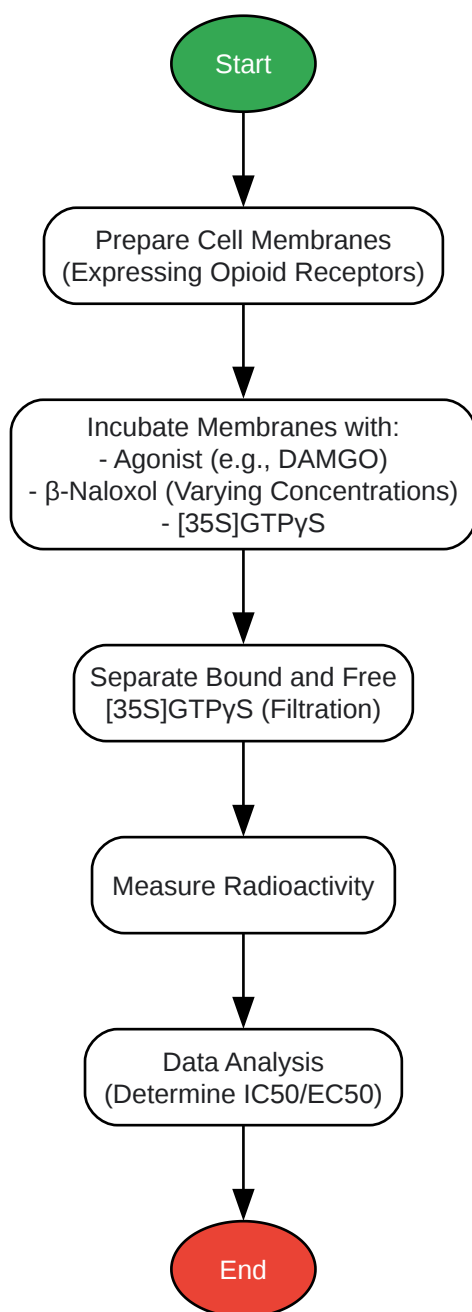 Start
Prepare Cell Membranes
(Expressing Opioid Receptors)
Incubate Membranes with:
- Agonist (e.g., DAMGO)
- β-Naloxol (Varying Concentrations)
- [35S]GTPγS
Separate Bound and Free
[35S]GTPγS (Filtration)
Measure Radioactivity
Data Analysis
(Determine IC50/EC50)
End